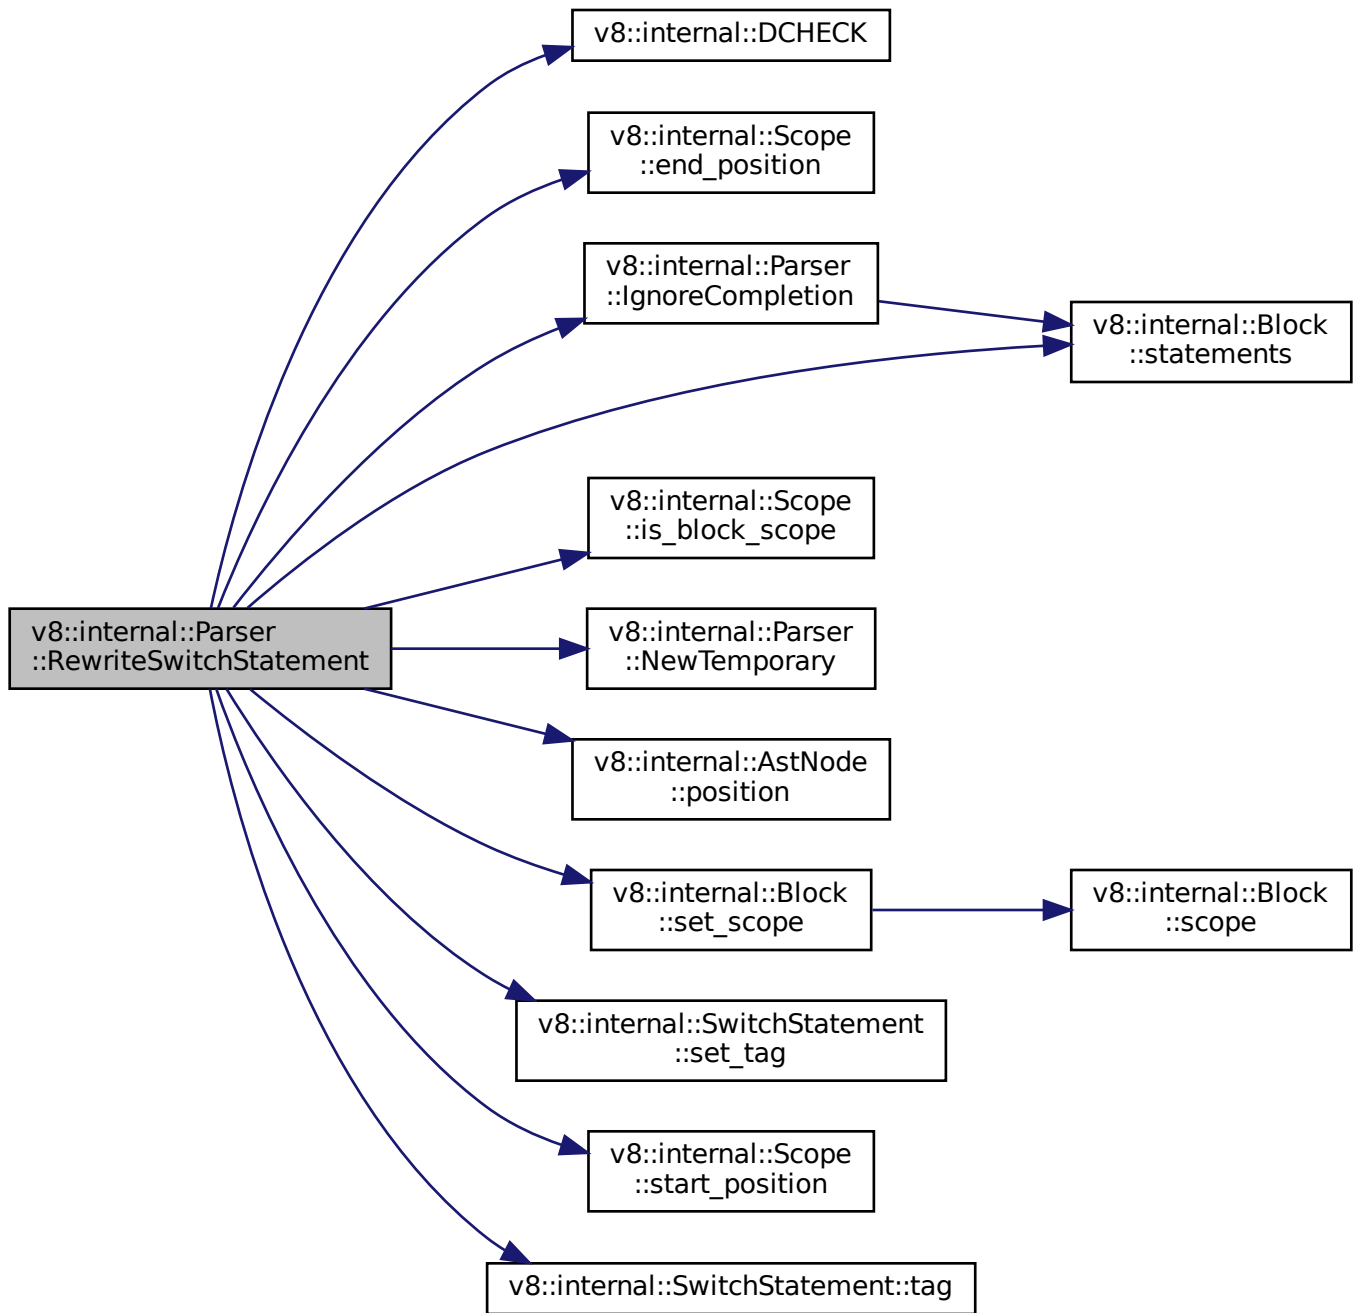 v8::internal::DCHECK
v8::internal::Scope
::end_position
v8::internal::Parser
::IgnoreCompletion
v8::internal::Block
::statements
v8::internal::Scope
::is_block_scope
v8::internal::Parser
::RewriteSwitchStatement
v8::internal::Parser
::NewTemporary
v8::internal::AstNode
::position
v8::internal::Block
::set_scope
v8::internal::Block
::scope
v8::internal::SwitchStatement
::set_tag
v8::internal::Scope
::start_position
v8::internal::SwitchStatement::tag